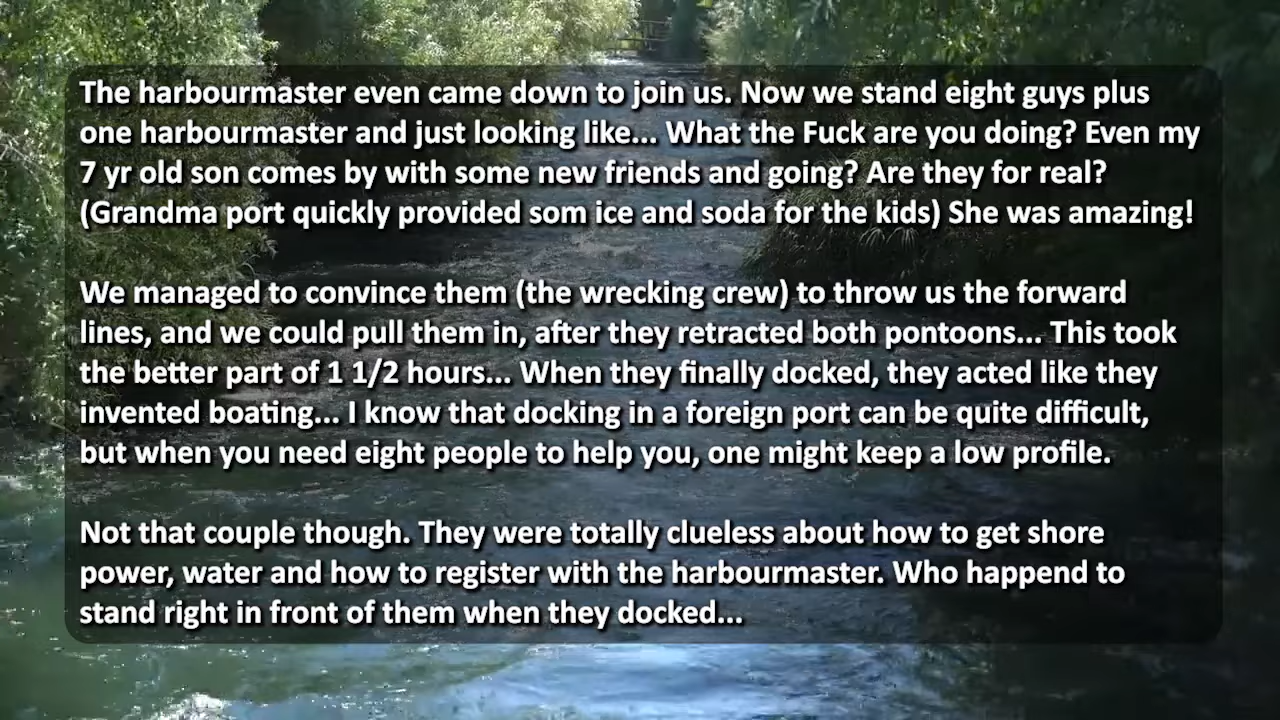 The harbourmaster even came down to join us. Now we stand eight guys plus
one harbourmaster and just looking like... What the Fuck are you doing? Even my
7 yr old son comes by with some new friends and going? Are they for real?
(Grandma port quickly provided som ice and soda for the kids) She was amazing!
We managed to convince them (the wrecking crew) to throw us the forward
lines, and we could pull them in, after they retracted both pontoons... This took
the better part of 1 1/2 hours... When they finally docked, they acted like they
invented boating... I know that docking in a foreign port can be quite difficult,
but when you need eight people to help you, one might keep a low profile.
Not that couple though. They were totally clueless about how to get shore
power, water and how to register with the harbourmaster. Who happend to
stand right in front of them when they docked...